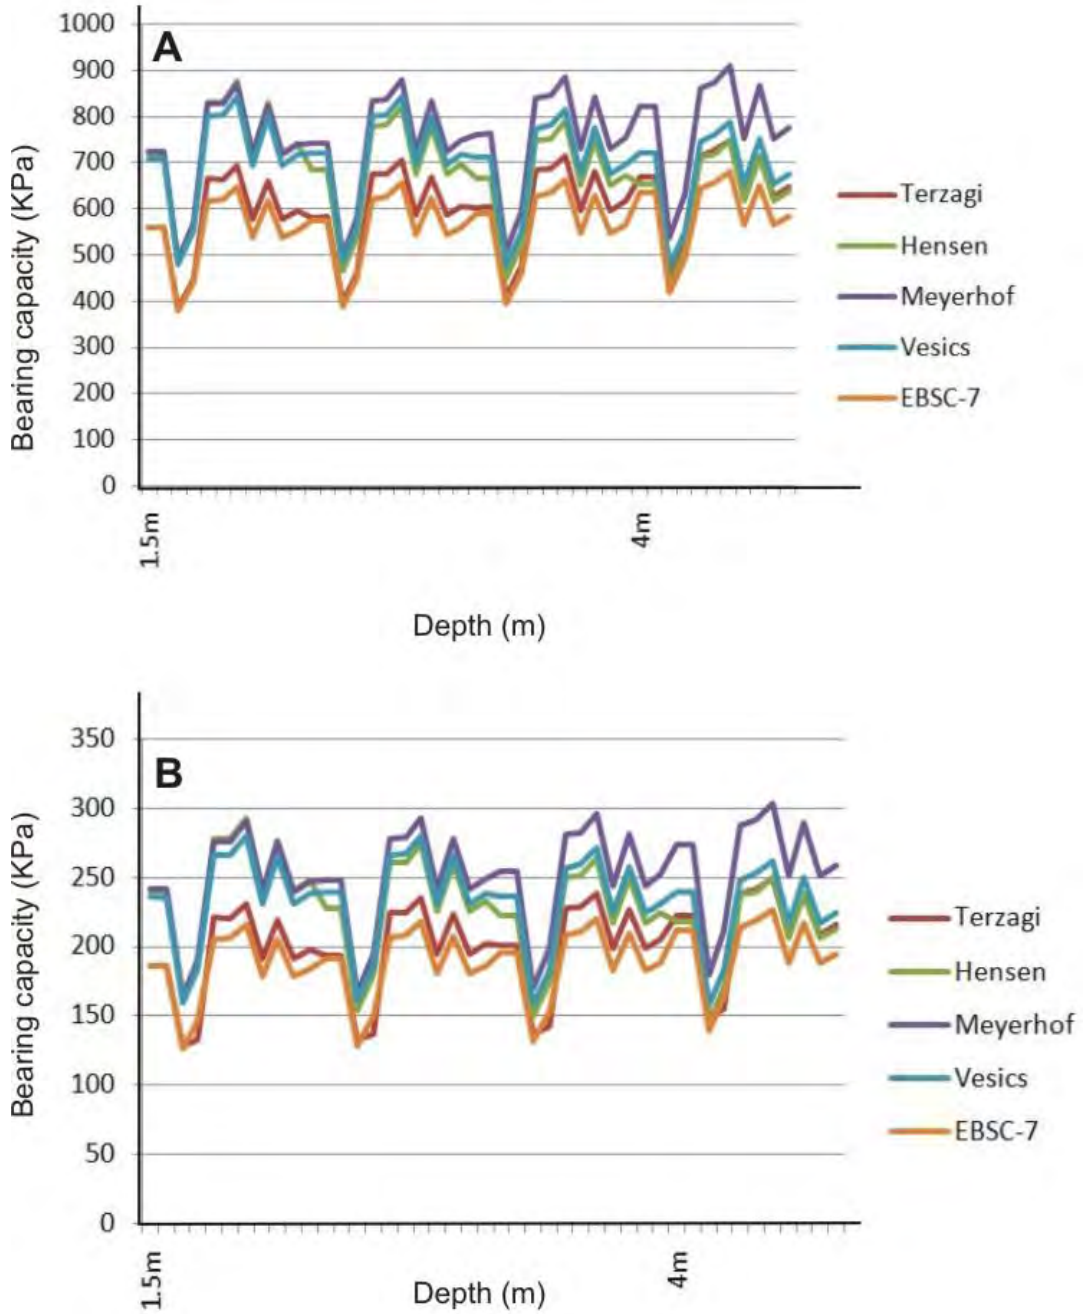 1000
A
900
800
700
600
500
400
300
200
100
0
Bearing capacity (KPa)
1.5m
4m
Depth (m)
Terzagi
Hensen
Meyerhof
Vesics
EBSC-7
350
B
300
250
200
150
100
50
0
Bearing capacity (KPa)
1.5m
4m
Depth (m)
Terzagi
Hensen
Meyerhof
Vesics
EBSC-7